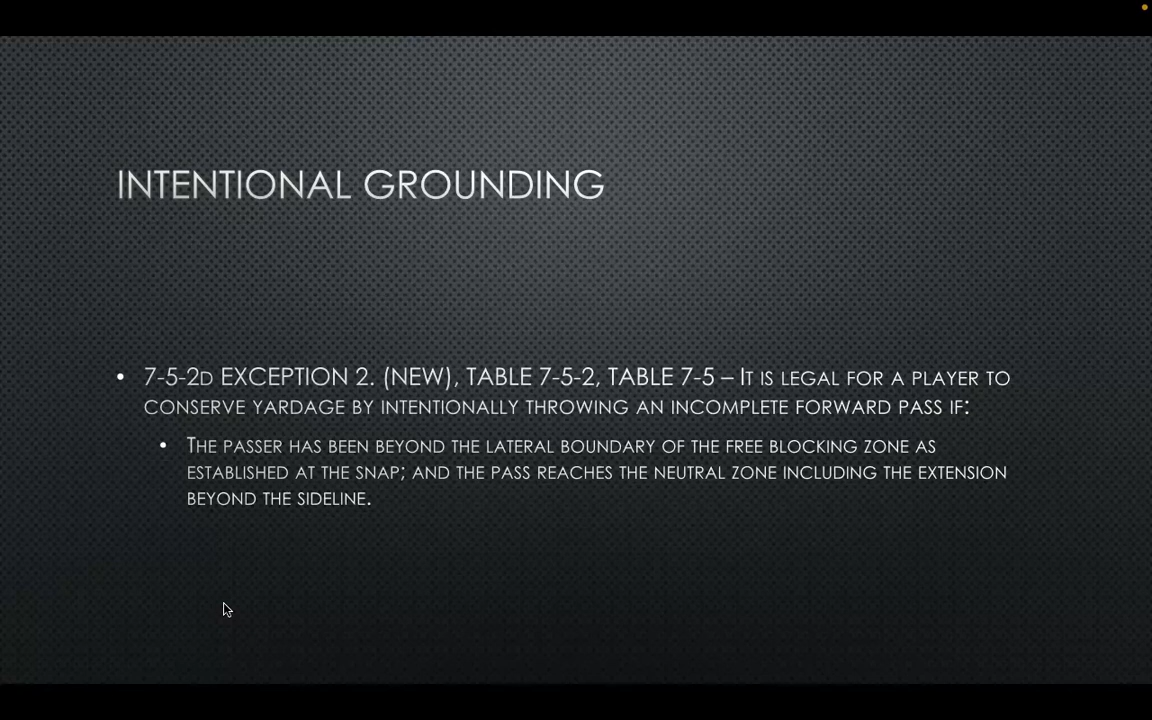 INTENTIONAL GROUNDING
• 7-5-2D EXCEPTION 2. (NEW), TABLE 7-5-2, TABLE 7-5 – IT IS LEGAL FOR A PLAYER TO
CONSERVE YARDAGE BY INTENTIONALLY THROWING AN INCOMPLETE FORWARD PASS IF:
• THE PASSER HAS BEEN BEYOND THE LATERAL BOUNDARY OF THE FREE BLOCKING ZONE AS
ESTABLISHED AT THE SNAP; AND THE PASS REACHES THE NEUTRAL ZONE INCLUDING THE EXTENSION
BEYOND THE SIDELINE.